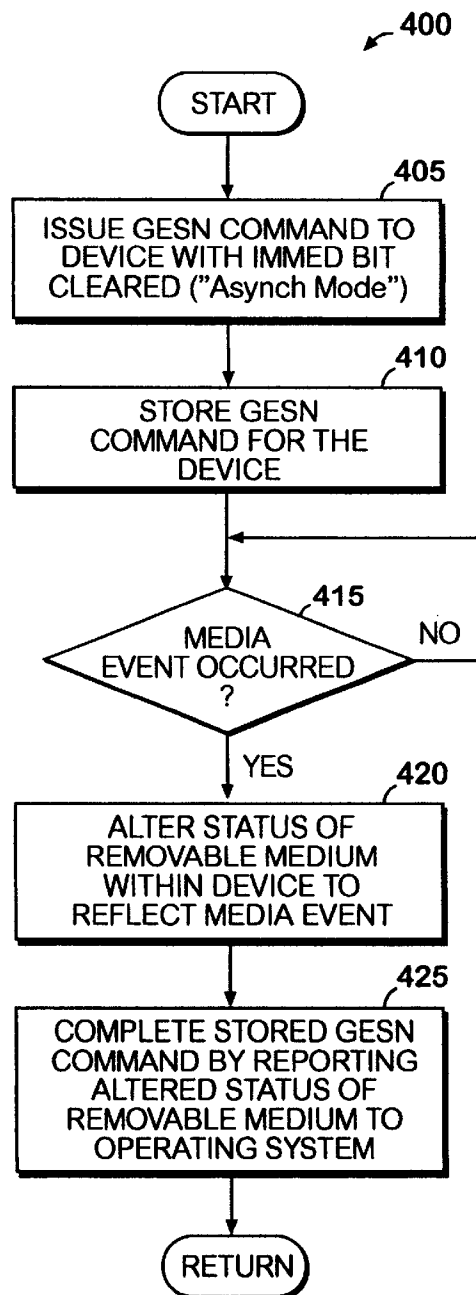 400
START
405
ISSUE GESN COMMAND TO
DEVICE WITH IMMED BIT
CLEARED ("Asynch Mode")
410
STORE GESN
COMMAND FOR THE
DEVICE
415
MEDIA
EVENT OCCURRED
?
NO
YES
420
ALTER STATUS OF
REMOVABLE MEDIUM
WITHIN DEVICE TO
REFLECT MEDIA EVENT
425
COMPLETE STORED GESN
COMMAND BY REPORTING
ALTERED STATUS OF
REMOVABLE MEDIUM TO
OPERATING SYSTEM
RETURN